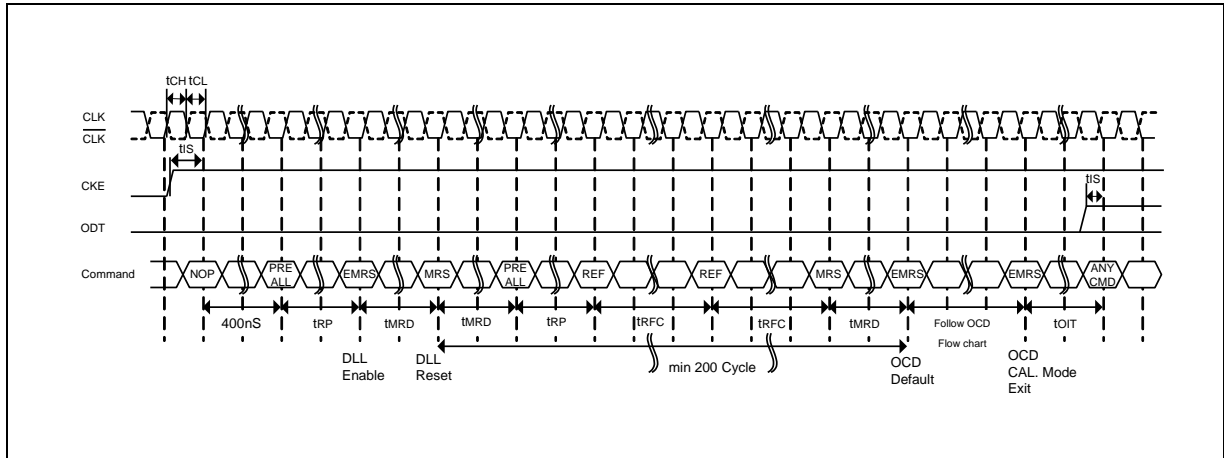 tCH tCL
CLK
CLK
tIS
CKE
tIS
ODT
Command
NOP
PRE
ALL
EMRS
MRS
PRE
ALL
REF
REF
MRS
EMRS
EMRS
ANY
CMD
400nS
tRP
tMRD
tMRD
tRP
tRFC
tRFC
tMRD
Follow OCD
Flow chart
tOIT
DLL
Enable
DLL
Reset
min 200 Cycle
OCD
Default
OCD
CAL. Mode
Exit